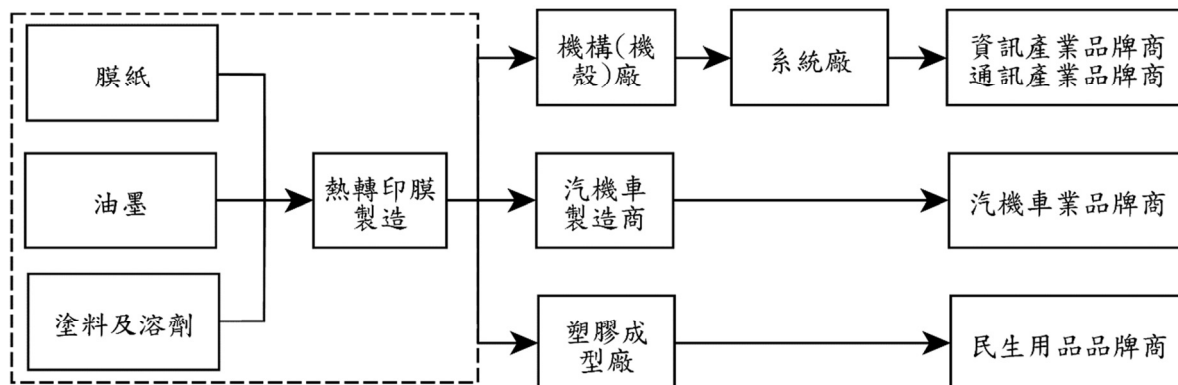 膜紙
油墨
塗料及溶劑
熱轉印膜
製造
機構(機
殼)廠
系統廠
資訊產業品牌商
通訊產業品牌商
汽機車
製造商
汽機車業品牌商
塑膠成
型廠
民生用品品牌商